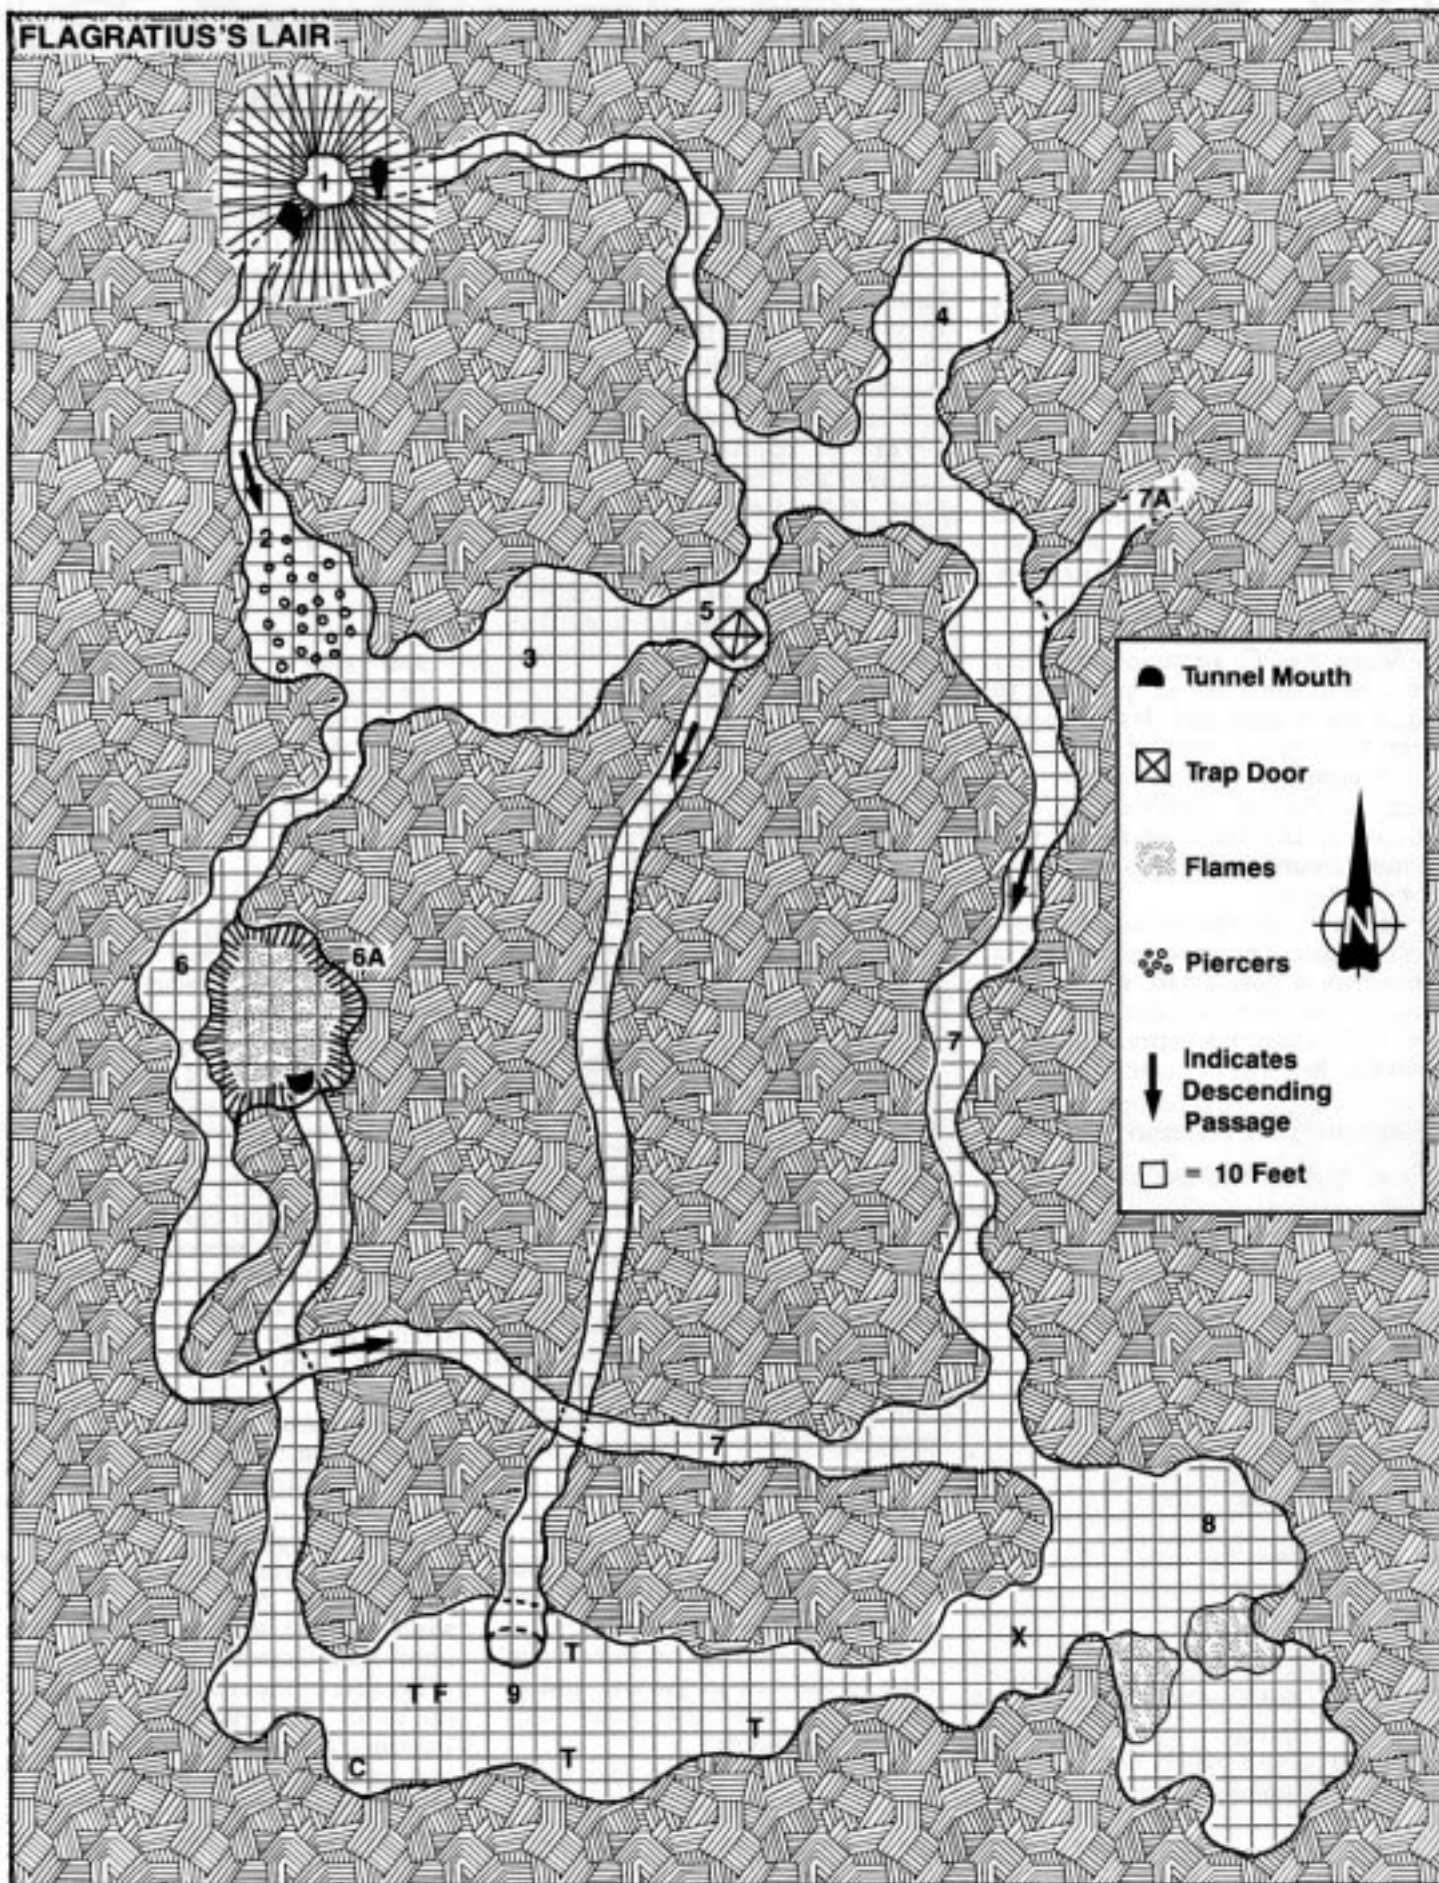 FLAGRATIUS'S LAIR
1
4
7A
2
5
3
Tunnel Mouth
Trap Door
Flames
Piercers
N
Indicates
Descending
Passage
= 10 Feet
6
6A
7
7
8
X
T
T F 9
T
T
C